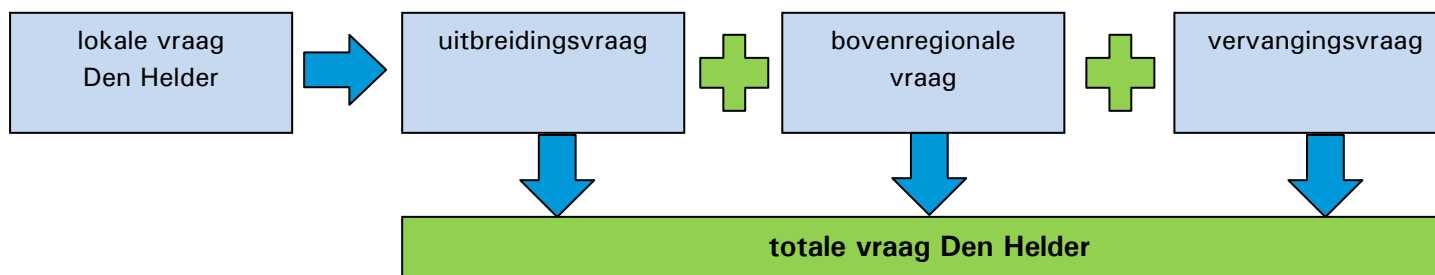 lokale vraag
Den Helder
uitbreidingsvraag
bovenregionale
vraag
vervangingsvraag
totale vraag Den Helder